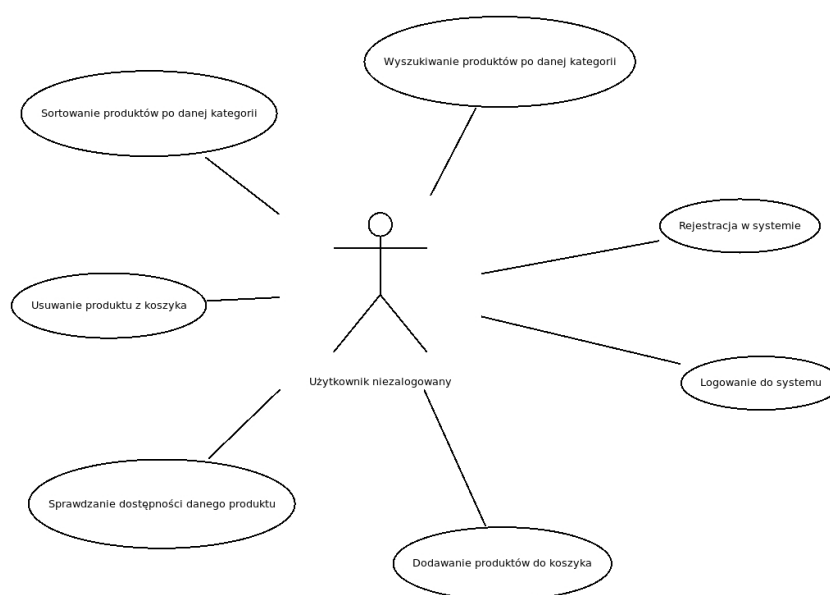 Wyszukiwanie produktów po danej kategorii
Sortowanie produktów po danej kategorii
Rejestracja w systemie
Usuwanie produktu z koszyka
Użytkownik niezalogowany
Logowanie do systemu
Sprawdzanie dostępności danego produktu
Dodawanie produktów do koszyka